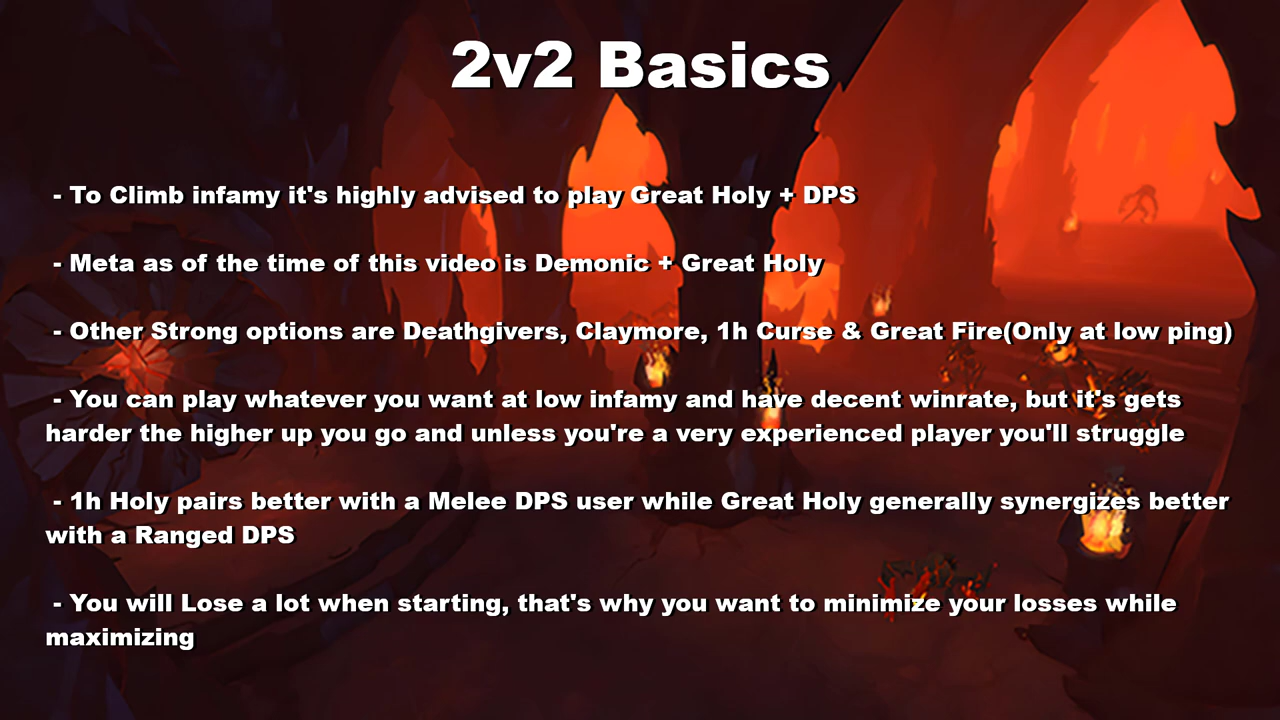 2v2 Basics
- To Climb infamy it's highly advised to play Great Holy + DPS
- Meta as of the time of this video is Demonic + Great Holy
- Other Strong options are Deathgivers, Claymore, 1h Curse & Great Fire(Only at low ping)
- You can play whatever you want at low infamy and have decent winrate, but it's gets
harder the higher up you go and unless you're a very experienced player you'll struggle
- 1h Holy pairs better with a Melee DPS user while Great Holy generally synergizes better
with a Ranged DPS
- You will Lose a lot when starting, that's why you want to minimize your losses while
maximizing